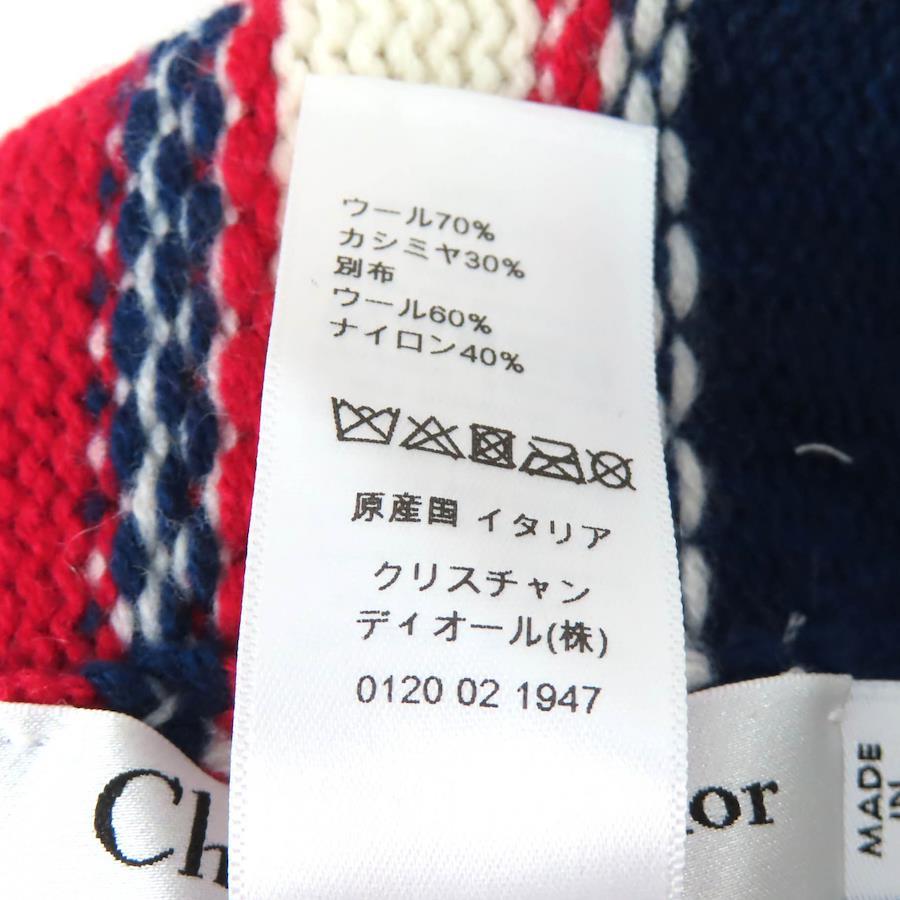 ウール70%
カシミヤ30%
別布
ウール60%
ナイロン40%
原産国 イタリア
クリスチャン
ディオール(株)
0120 02 1947
Ch
ior
MADE
IN